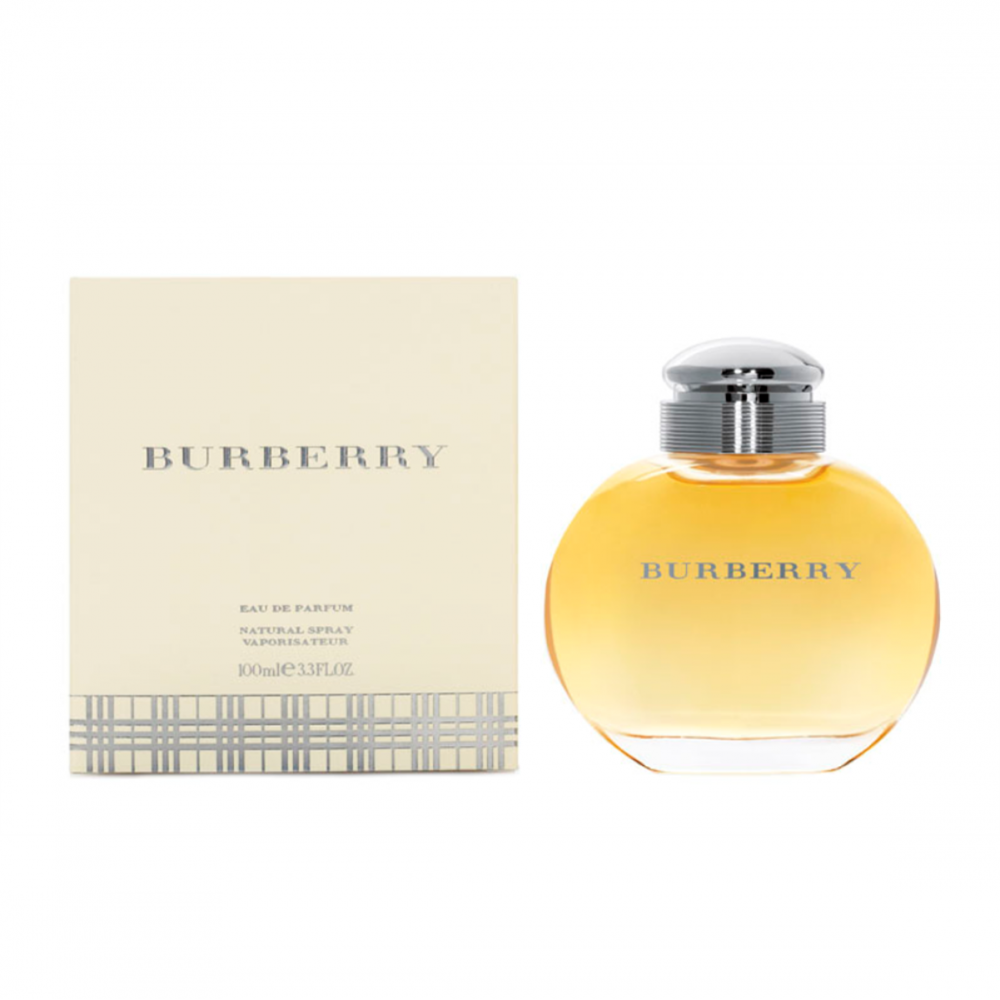 BURBERRY
EAU DE PARFUM
NATURAL SPRAY
VAPORISATEUR
100ml℮3.3FL.OZ.
BURBERRY